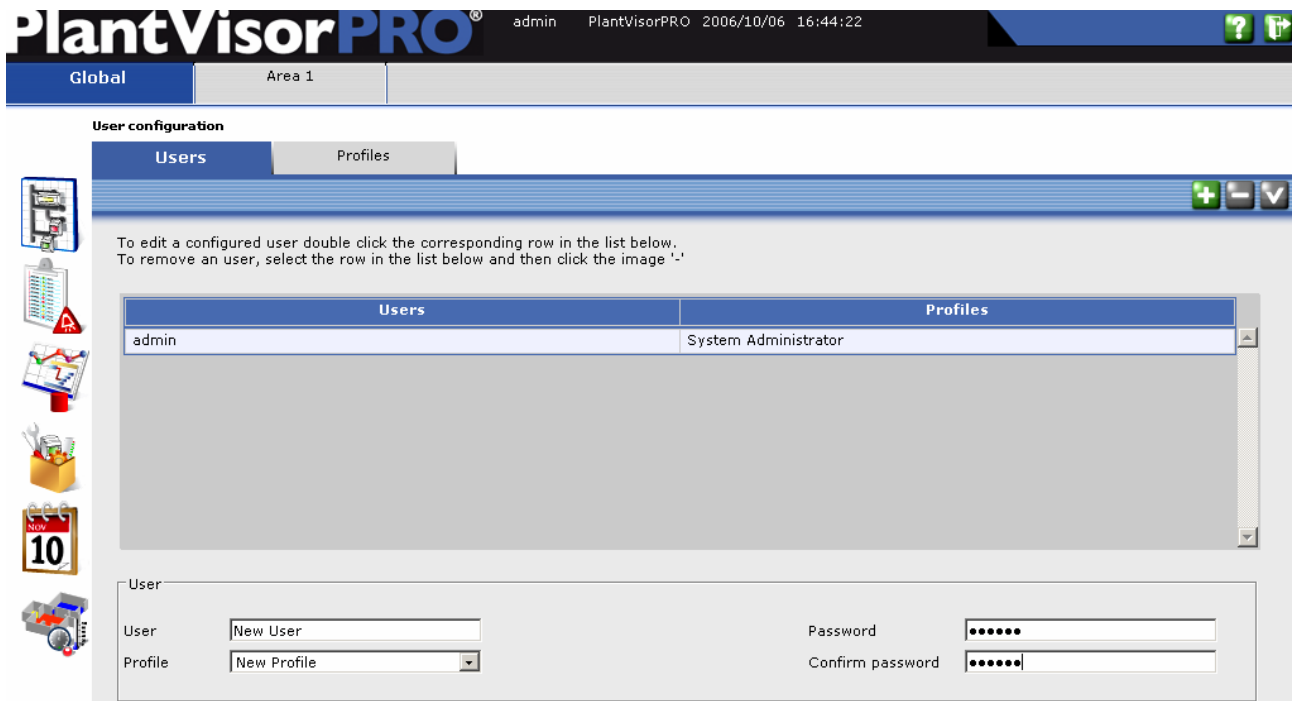 PlantVisorPRO® admin PlantVisorPRO 2006/10/06 16:44:22 ?
Global Area 1
User configuration
Users Profiles
To edit a configured user double click the corresponding row in the list below.
To remove an user, select the row in the list below and then click the image '-'
Users Profiles
admin System Administrator
NOV
10
User
User New User Password ●●●●●●
Profile New Profile Confirm password ●●●●●●